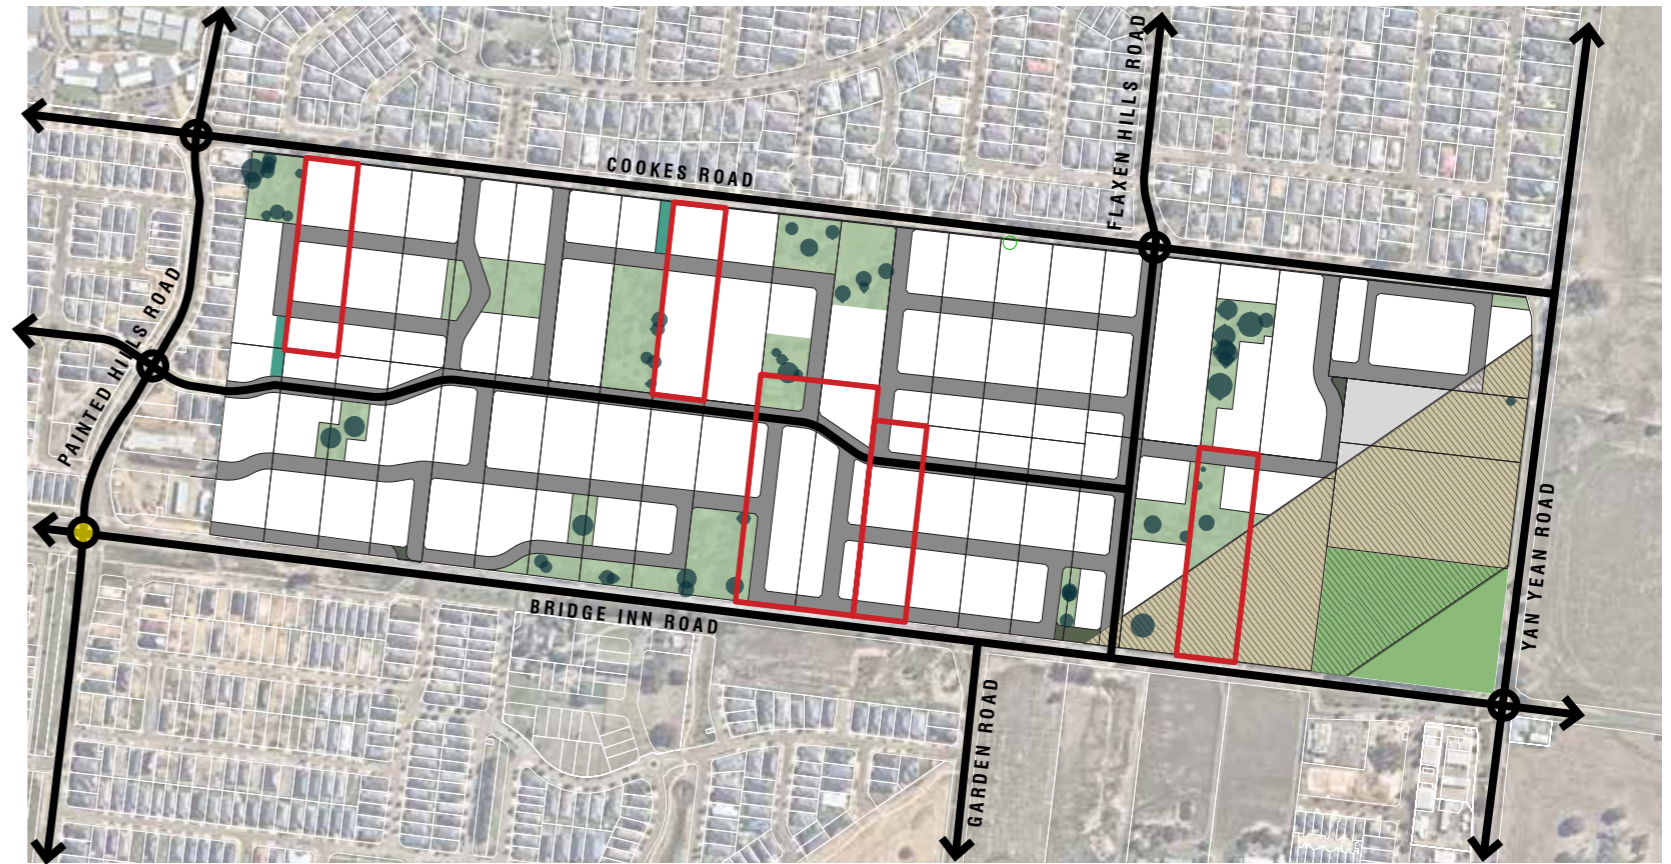 FLAXEN HILLS ROAD
COOKES ROAD
PAINTED HILLS ROAD
YAN YEAN ROAD
BRIDGE INN ROAD
GARDEN ROAD